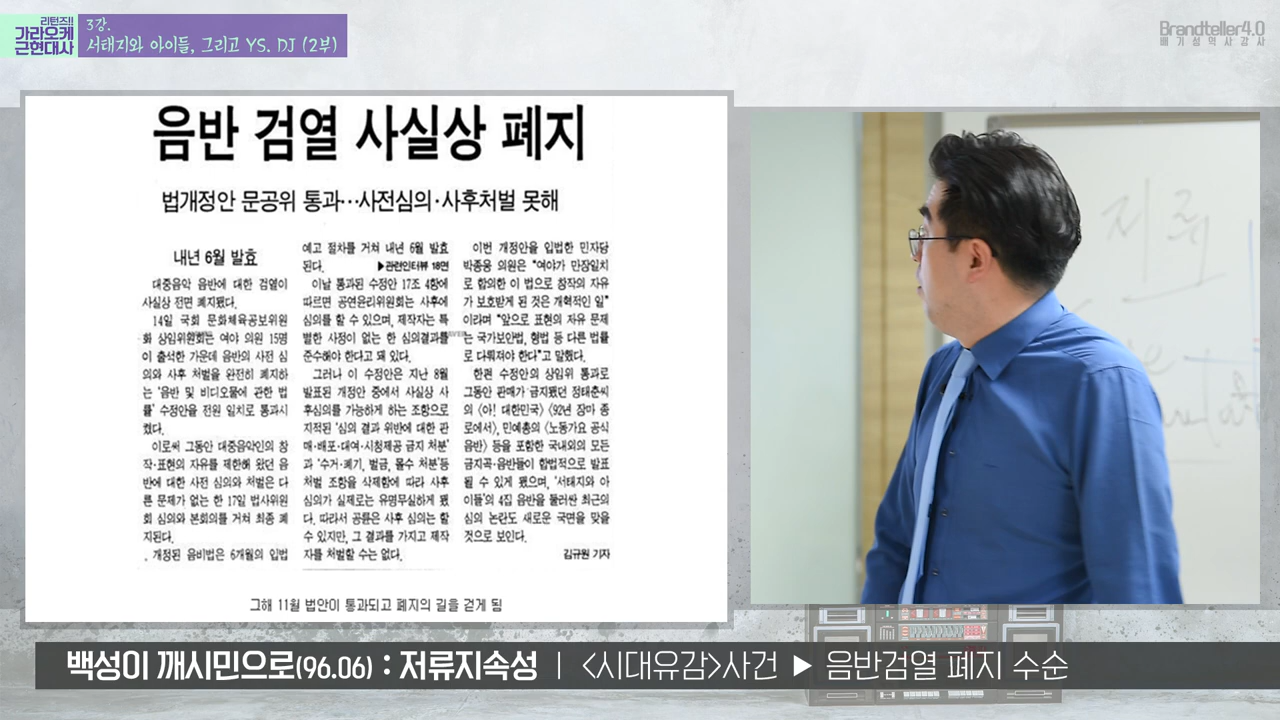 리턴즈!!
가라오케
근현대사
3강.
서태지와 아이들, 그리고 YS. DJ (2부)
Brandteller4.0
배기성역사강사
음반 검열 사실상 폐지
법개정안 문공위 통과…사전심의·사후처벌 못해
내년 6월 발효
대중음악 음반에 대한 검열이
사실상 전면 폐지됐다.
14일 국회 문화체육공보위원
회 상임위원회는 여야 의원 15명
이 출석한 가운데 음반의 사전 심
의와 사후 처벌을 완전히 폐지하
는 '음반 및 비디오물에 관한 법
률' 수정안을 전원 일치로 통과시
켰다.
이로써 그동안 대중음악인의 창
작·표현의 자유를 제한해 왔던 음
반에 대한 사전 심의와 처벌은 다
른 문제가 없는 한 17일 법사위원
회 심의와 본회의를 거쳐 최종 폐
지된다.
개정된 음비법은 6개월의 입법
예고 절차를 거쳐 내년 6월 발효
된다. ▶관련인터뷰 18면
이날 통과된 수정안 17조 4항에
따르면 공연윤리위원회는 사후에
심의를 할 수 있으며, 제작자는 특
별한 사정이 없는 한 심의결과를
준수해야 한다고 돼 있다.
그러나 이 수정안은 지난 8월
발표된 개정안 중에서 사실상 사
후심의를 가능하게 하는 조항으로
지적된 '심의 결과 위반에 대한 판
매·배포·대여·시청제공 금지 처분'
과 '수거·폐기, 벌금, 몰수 처분'등
처벌 조항을 삭제함에 따라 사후
심의가 실제로는 유명무실하게 됐
다. 따라서 공륜은 사후 심의는 할
수 있지만, 그 결과를 가지고 제작
자를 처벌할 수는 없다.
이번 개정안을 입법한 민자당
박종웅 의원은 "여야가 만장일치
로 합의한 이 법으로 창작의 자유
가 보호받게 된 것은 개혁적인 일"
이라며 "앞으로 표현의 자유 문제
는 국가보안법, 형법 등 다른 법률
로 다뤄져야 한다"고 말했다.
한편 수정안의 상임위 통과로
그동안 판매가 금지됐던 정태춘씨
의 〈아! 대한민국〉 〈92년 장마 종
로에서〉, 민예총의 〈노동가요 공식
음반〉 등을 포함한 국내외의 모든
금지곡·음반들이 합법적으로 발표
될 수 있게 됐으며, '서태지와 아
이들'의 4집 음반을 둘러싼 최근의
심의 논란도 새로운 국면을 맞을
것으로 보인다.
김규원 기자
그해 11월 법안이 통과되고 폐지의 길을 걷게 됨
지류
백성이 깨시민으로(96.06) : 저류지속성 | <시대유감>사건 ▶ 음반검열 폐지 수순